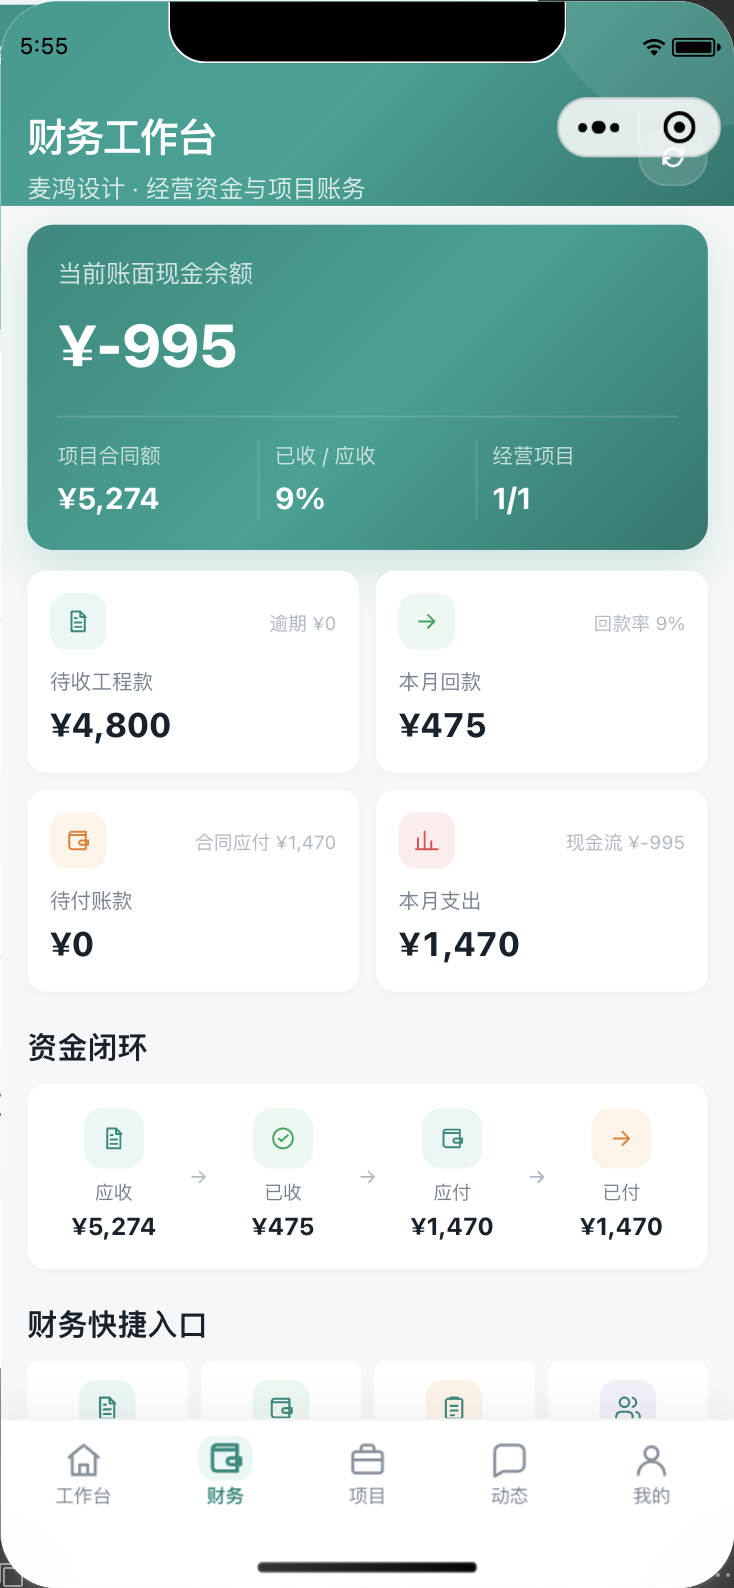 5:55
财务工作台
麦鸿设计 · 经营资金与项目账务
当前账面现金余额
¥-995
项目合同额 已收 / 应收 经营项目
¥5,274 9% 1/1
逾期 ¥0
待收工程款
¥4,800
回款率 9%
本月回款
¥475
合同应付 ¥1,470
待付账款
¥0
现金流 ¥-995
本月支出
¥1,470
资金闭环
应收 已收 应付 已付
¥5,274 ¥475 ¥1,470 ¥1,470
财务快捷入口
工作台 财务 项目 动态 我的